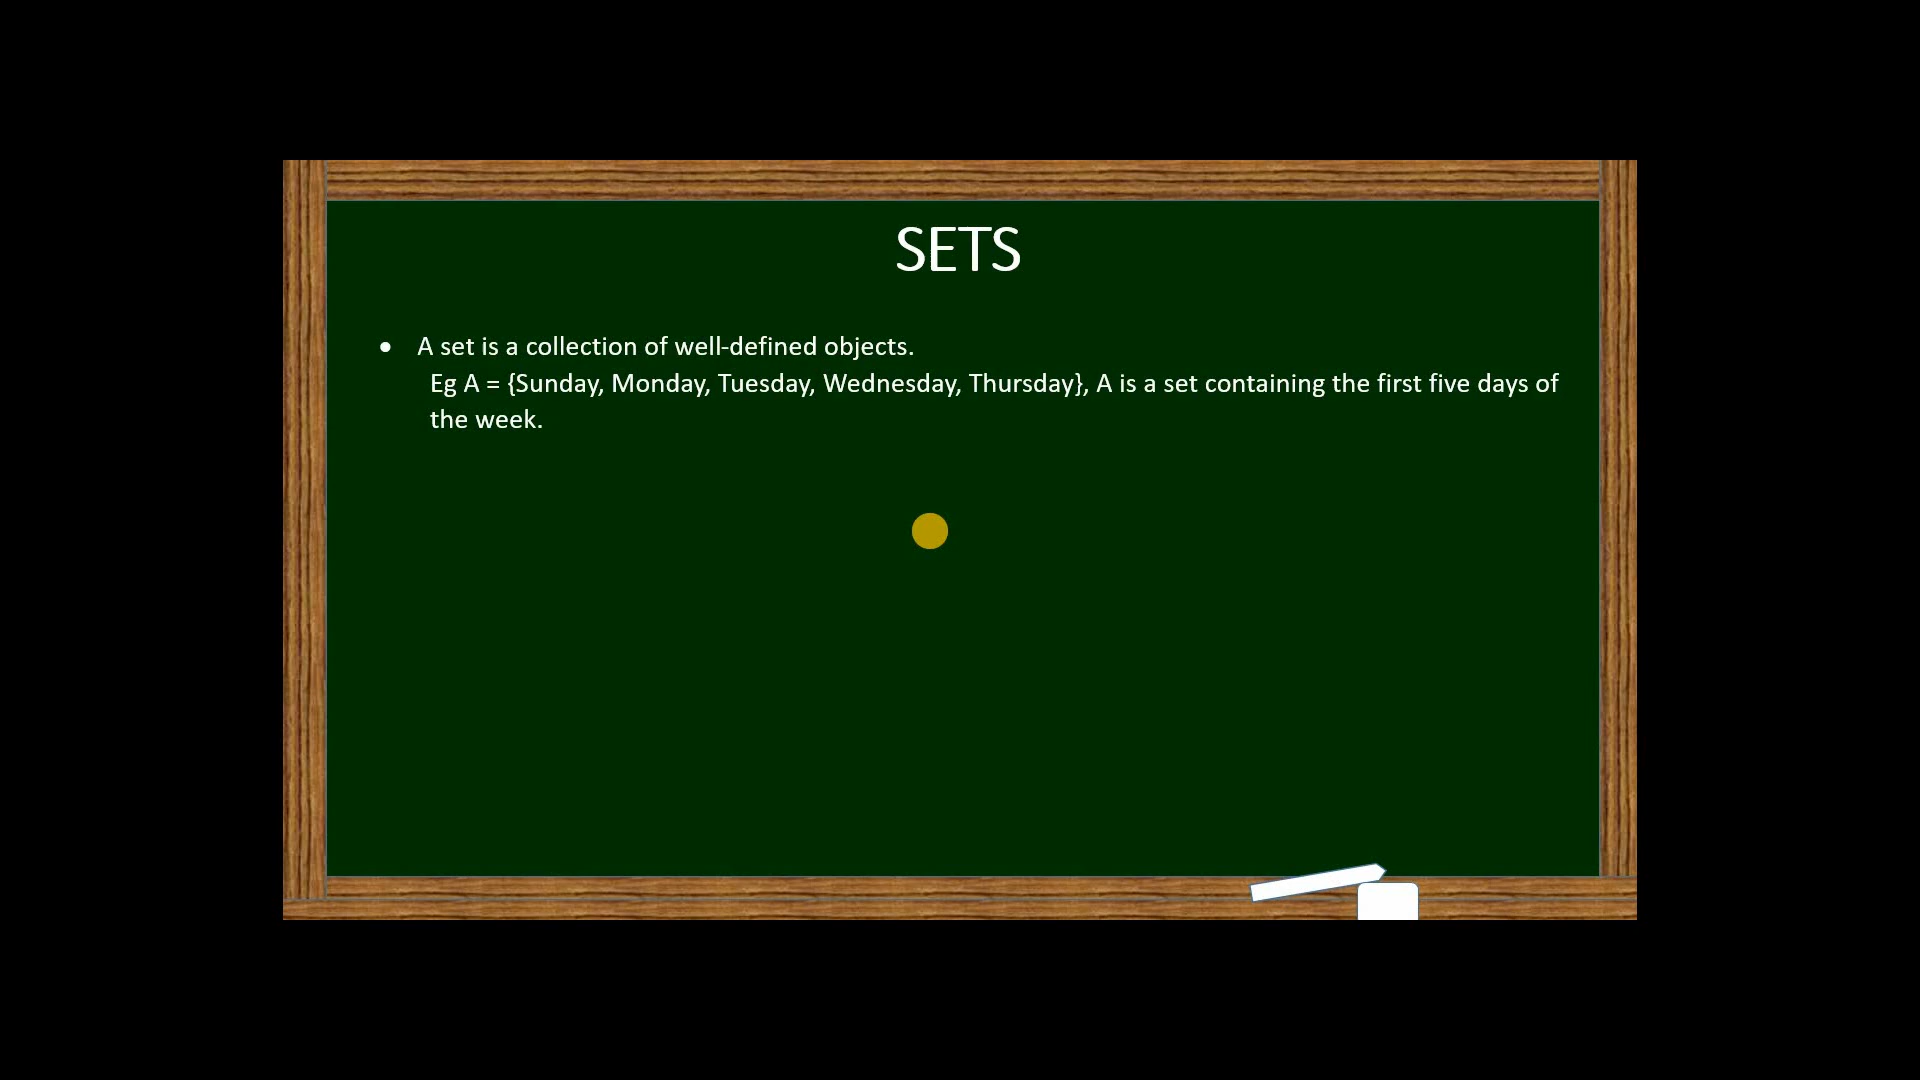 SETS
• A set is a collection of well-defined objects.
Eg A = {Sunday, Monday, Tuesday, Wednesday, Thursday}, A is a set containing the first five days of
the week.